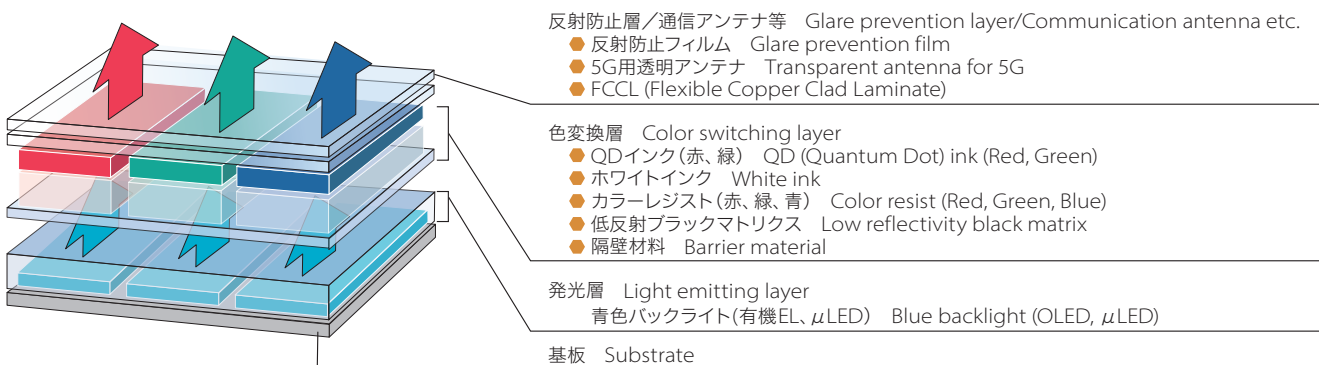 反射防止層／通信アンテナ等 Glare prevention layer/Communication antenna etc.
反射防止フィルム Glare prevention film
5G用透明アンテナ Transparent antenna for 5G
FCCL (Flexible Copper Clad Laminate)
色変換層 Color switching layer
QDインク（赤、緑） QD (Quantum Dot) ink (Red, Green)
ホワイトインク White ink
カラーレジスト（赤、緑、青） Color resist (Red, Green, Blue)
低反射ブラックマトリクス Low reflectivity black matrix
隔壁材料 Barrier material
発光層 Light emitting layer
青色バックライト(有機EL、μLED) Blue backlight (OLED, μLED)
基板 Substrate